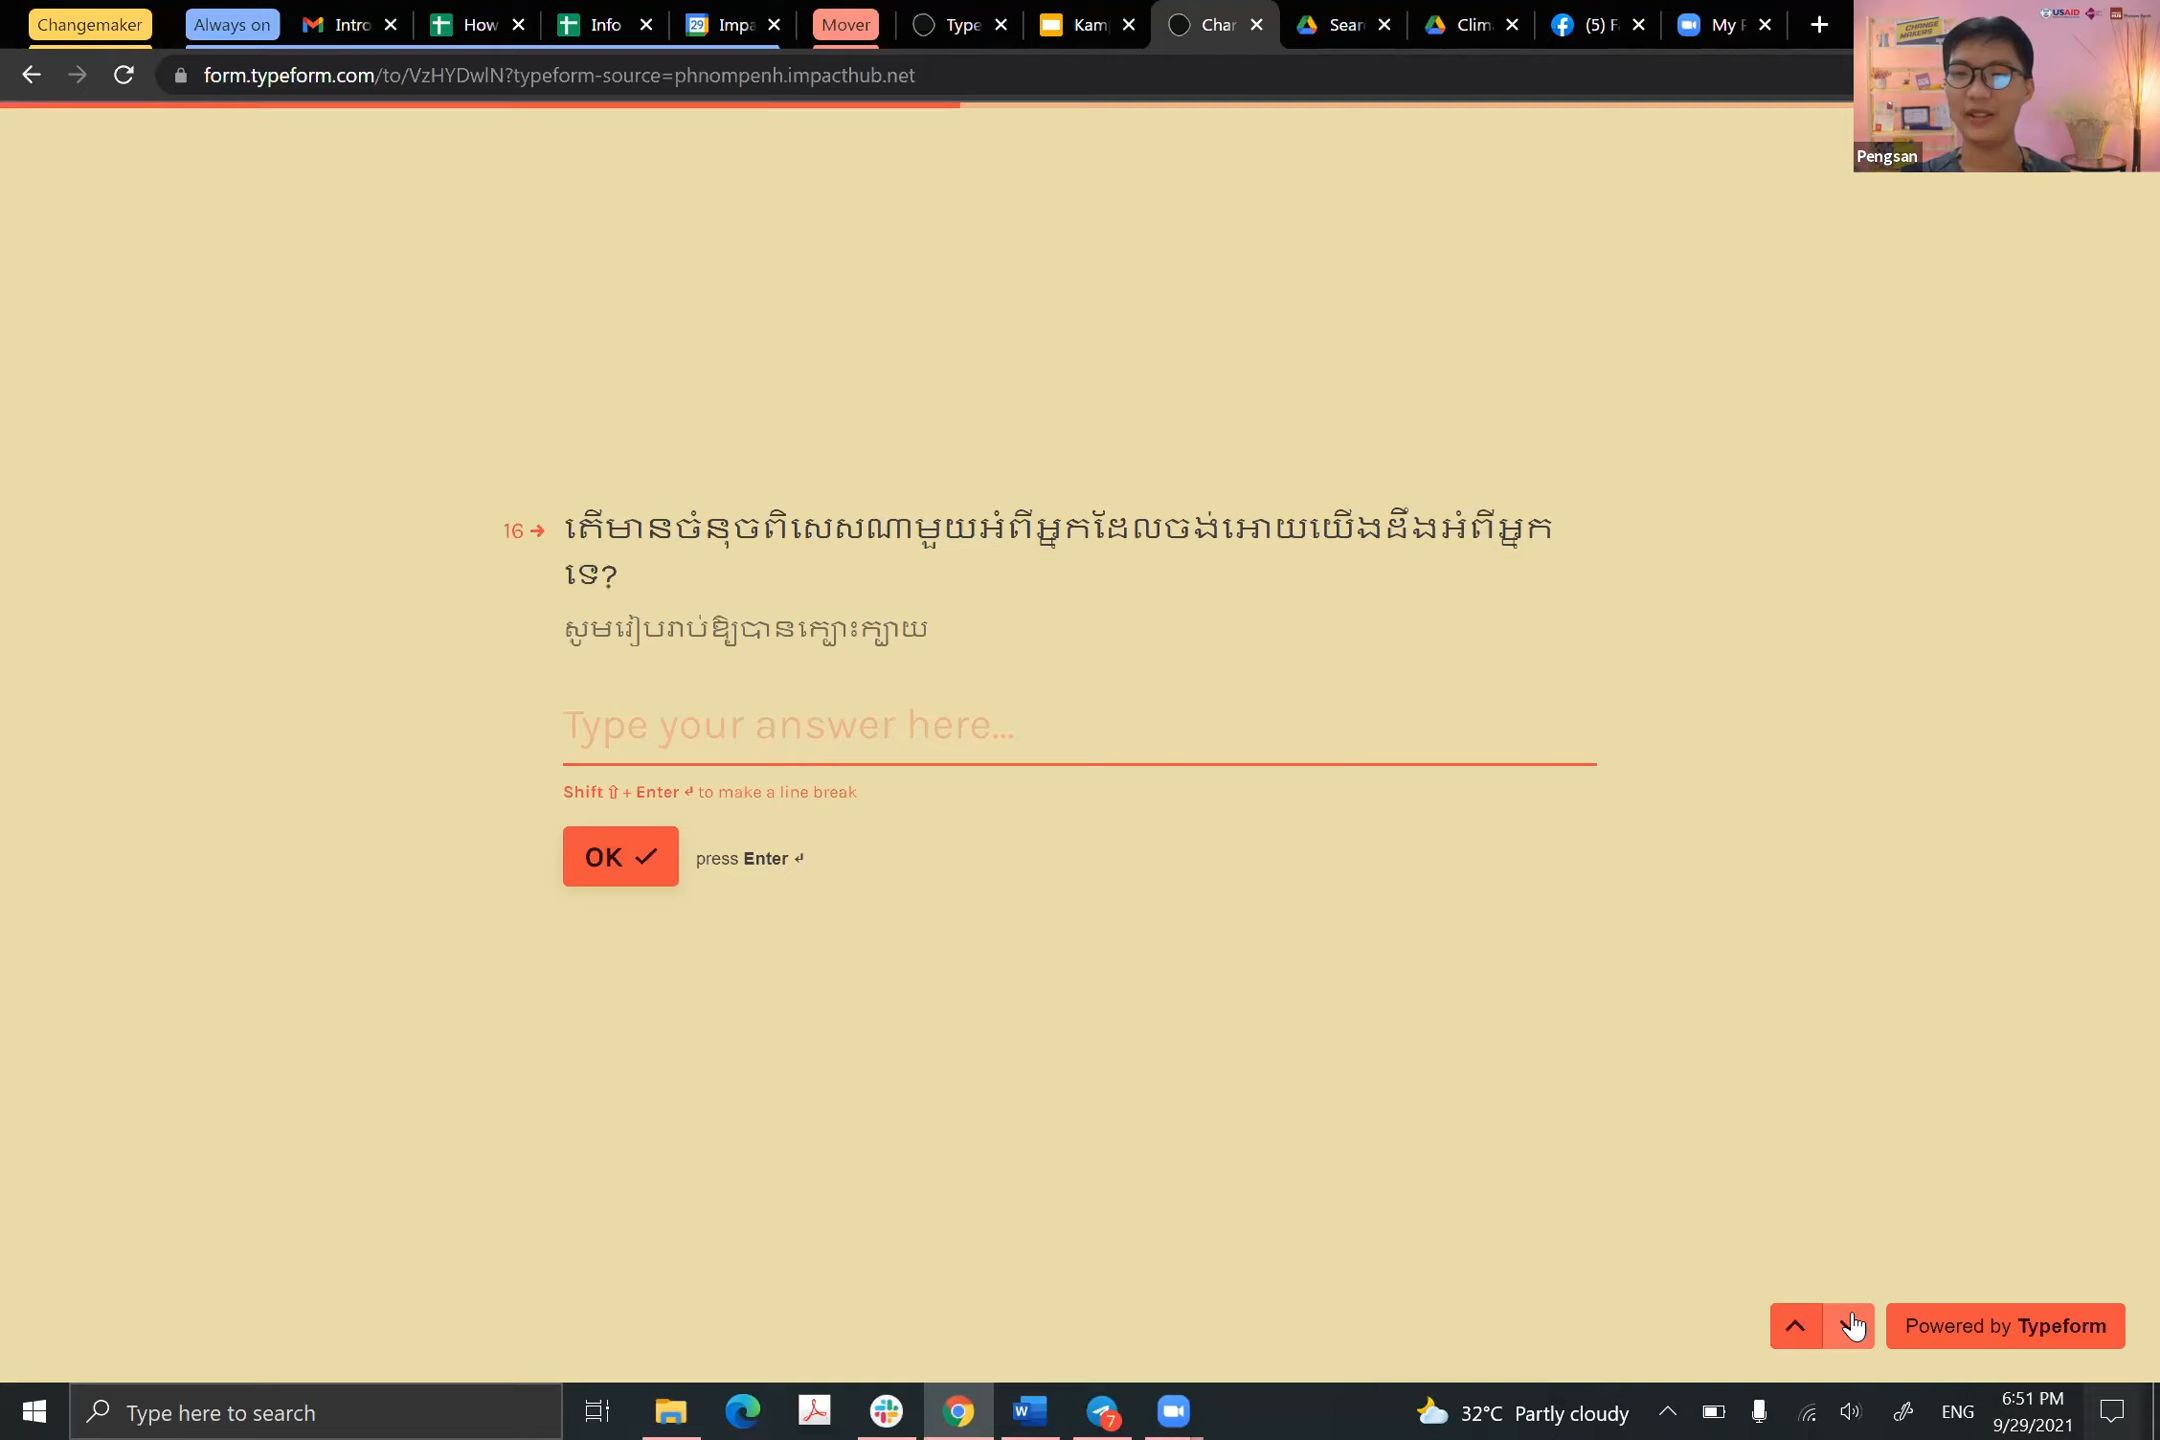 Changemaker
Always on
Intro
How
Info
29
Impa
Mover
Type
Kam
Char
Sear
Clim
(5) F
My P
form.typeform.com/to/VzHYDwlN?typeform-source=phnompenh.impacthub.net
CHANGE MAKERS
USAID
Pengsan
16
តើមានចំនុចពិសេសណាមួយអំពីអ្នកដែលចង់អោយយើងដឹងអំពីអ្នក
ទេ?
សូមរៀបរាប់ឱ្យបានក្បោះក្បាយ
Type your answer here...
Shift ⇧ + Enter ↵ to make a line break
OK
press Enter ↵
Powered by Typeform
Type here to search
7
32°C Partly cloudy
ENG
6:51 PM
9/29/2021